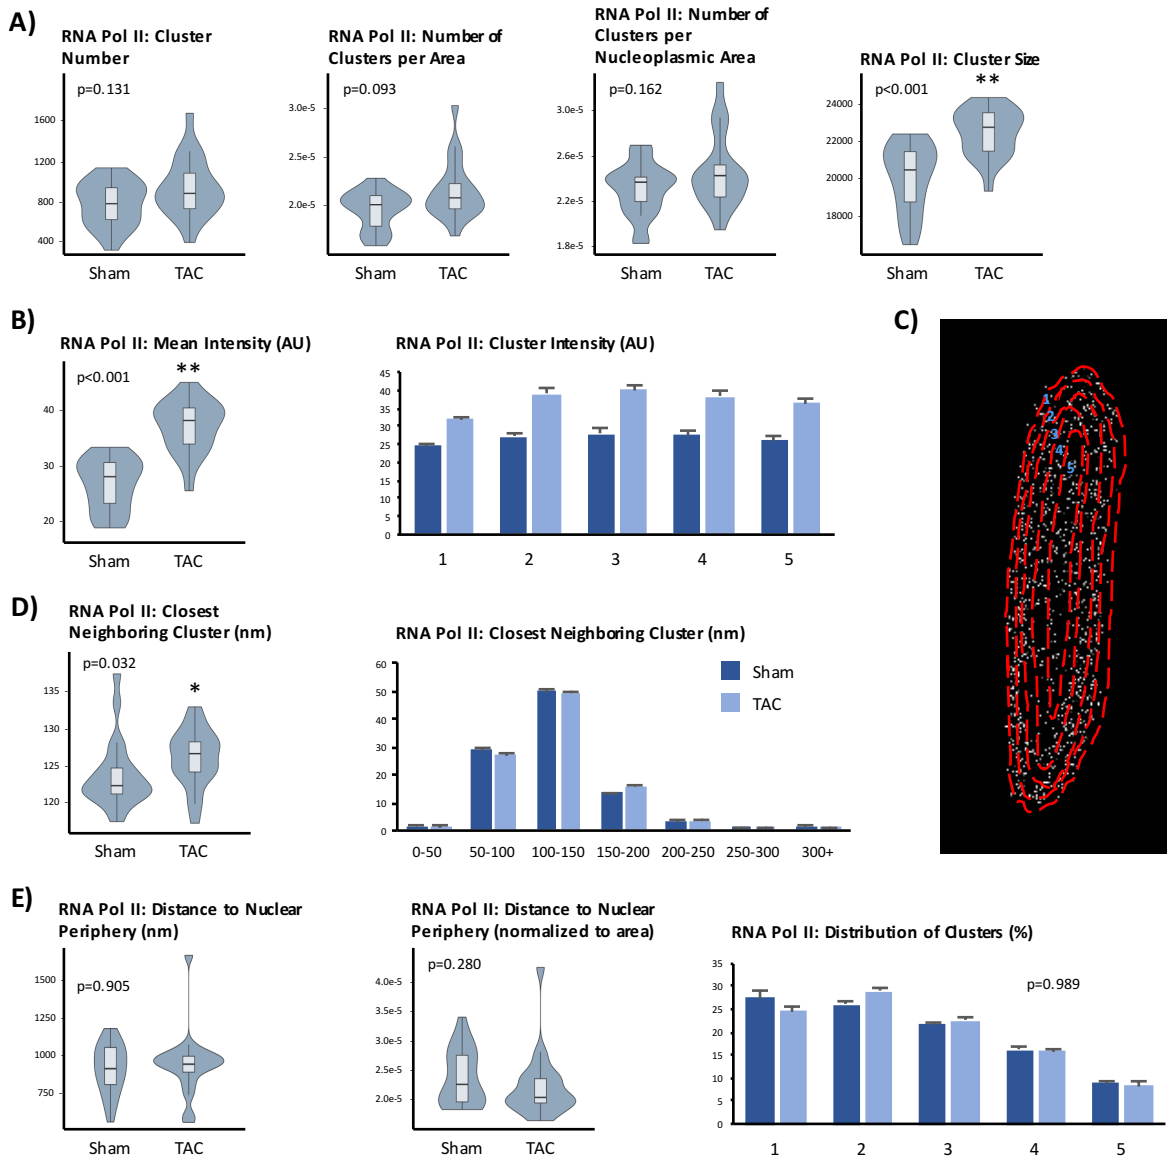 A)
RNA Pol II: Cluster
Number
p=0.131
1600
1200
800
400
Sham TAC
RNA Pol II: Number of
Clusters per Area
p=0.093
3.0e-5
2.5e-5
2.0e-5
Sham TAC
RNA Pol II: Number of
Clusters per
Nucleoplasmic Area
p=0.162
3.0e-5
2.6e-5
2.2e-5
1.8e-5
Sham TAC
RNA Pol II: Cluster Size
p<0.001
**
24000
22000
20000
18000
Sham TAC
B)
RNA Pol II: Mean Intensity (AU)
p<0.001
**
40
30
20
Sham TAC
RNA Pol II: Cluster Intensity (AU)
45
40
35
30
25
20
15
10
5
0
1 2 3 4 5
C)
1
2
3
4
5
D)
RNA Pol II: Closest
Neighboring Cluster (nm)
p=0.032
*
135
130
125
120
Sham TAC
RNA Pol II: Closest Neighboring Cluster (nm)
60
50
40
30
20
10
0
Sham
TAC
0-50 50-100 100-150 150-200 200-250 250-300 300+
E)
RNA Pol II: Distance to Nuclear
Periphery (nm)
p=0.905
1500
1250
1000
750
Sham TAC
RNA Pol II: Distance to Nuclear
Periphery (normalized to area)
p=0.280
4.0e-5
3.5e-5
3.0e-5
2.5e-5
2.0e-5
Sham TAC
RNA Pol II: Distribution of Clusters (%)
p=0.989
35
30
25
20
15
10
5
0
1 2 3 4 5